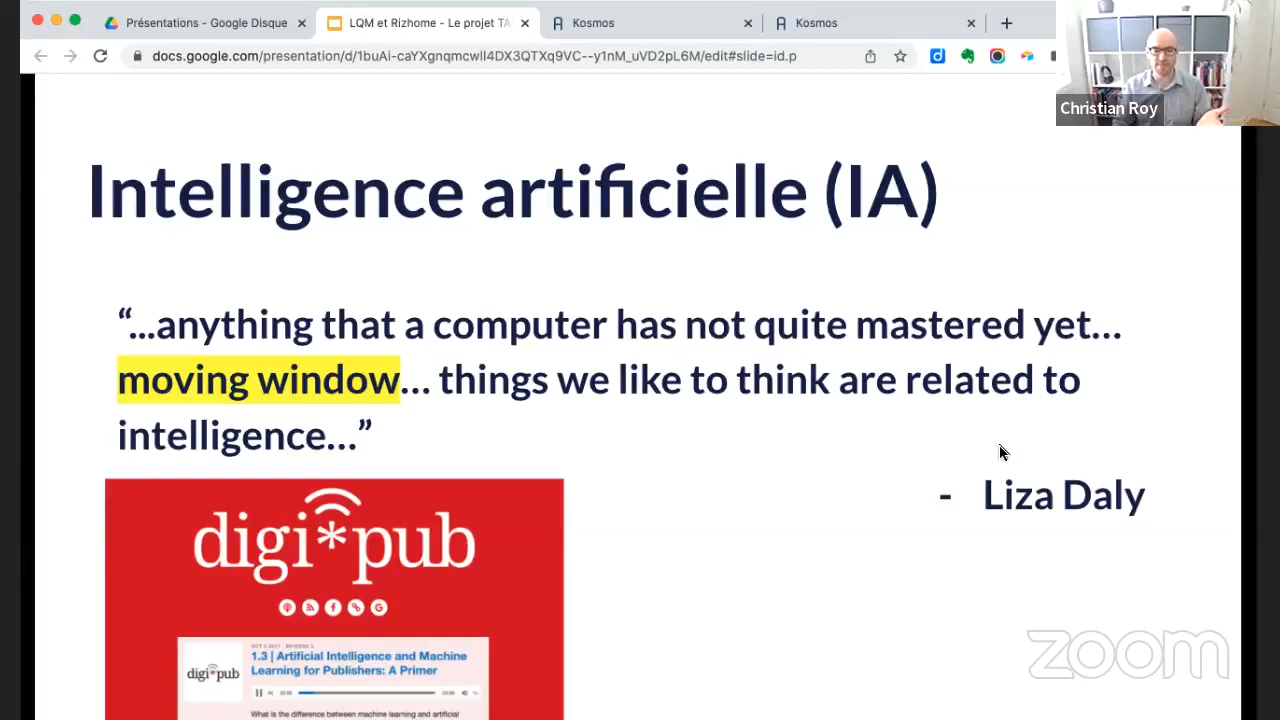 Présentations - Google Disque
LQM et Rizhome - Le projet TA
Kosmos
Kosmos
docs.google.com/presentation/d/1buAi-caYXgnqmowll4DX3QTXq9VC--y1nM_uVD2pL6M/edit#slide=id.p
Christian Roy
Intelligence artificielle (IA)
“...anything that a computer has not quite mastered yet...
moving window... things we like to think are related to
intelligence...”
- Liza Daly
digi*pub
digi*pub
1.3 | Artificial Intelligence and Machine
Learning for Publishers: A Primer
What is the difference between machine learning and artificial
zoom